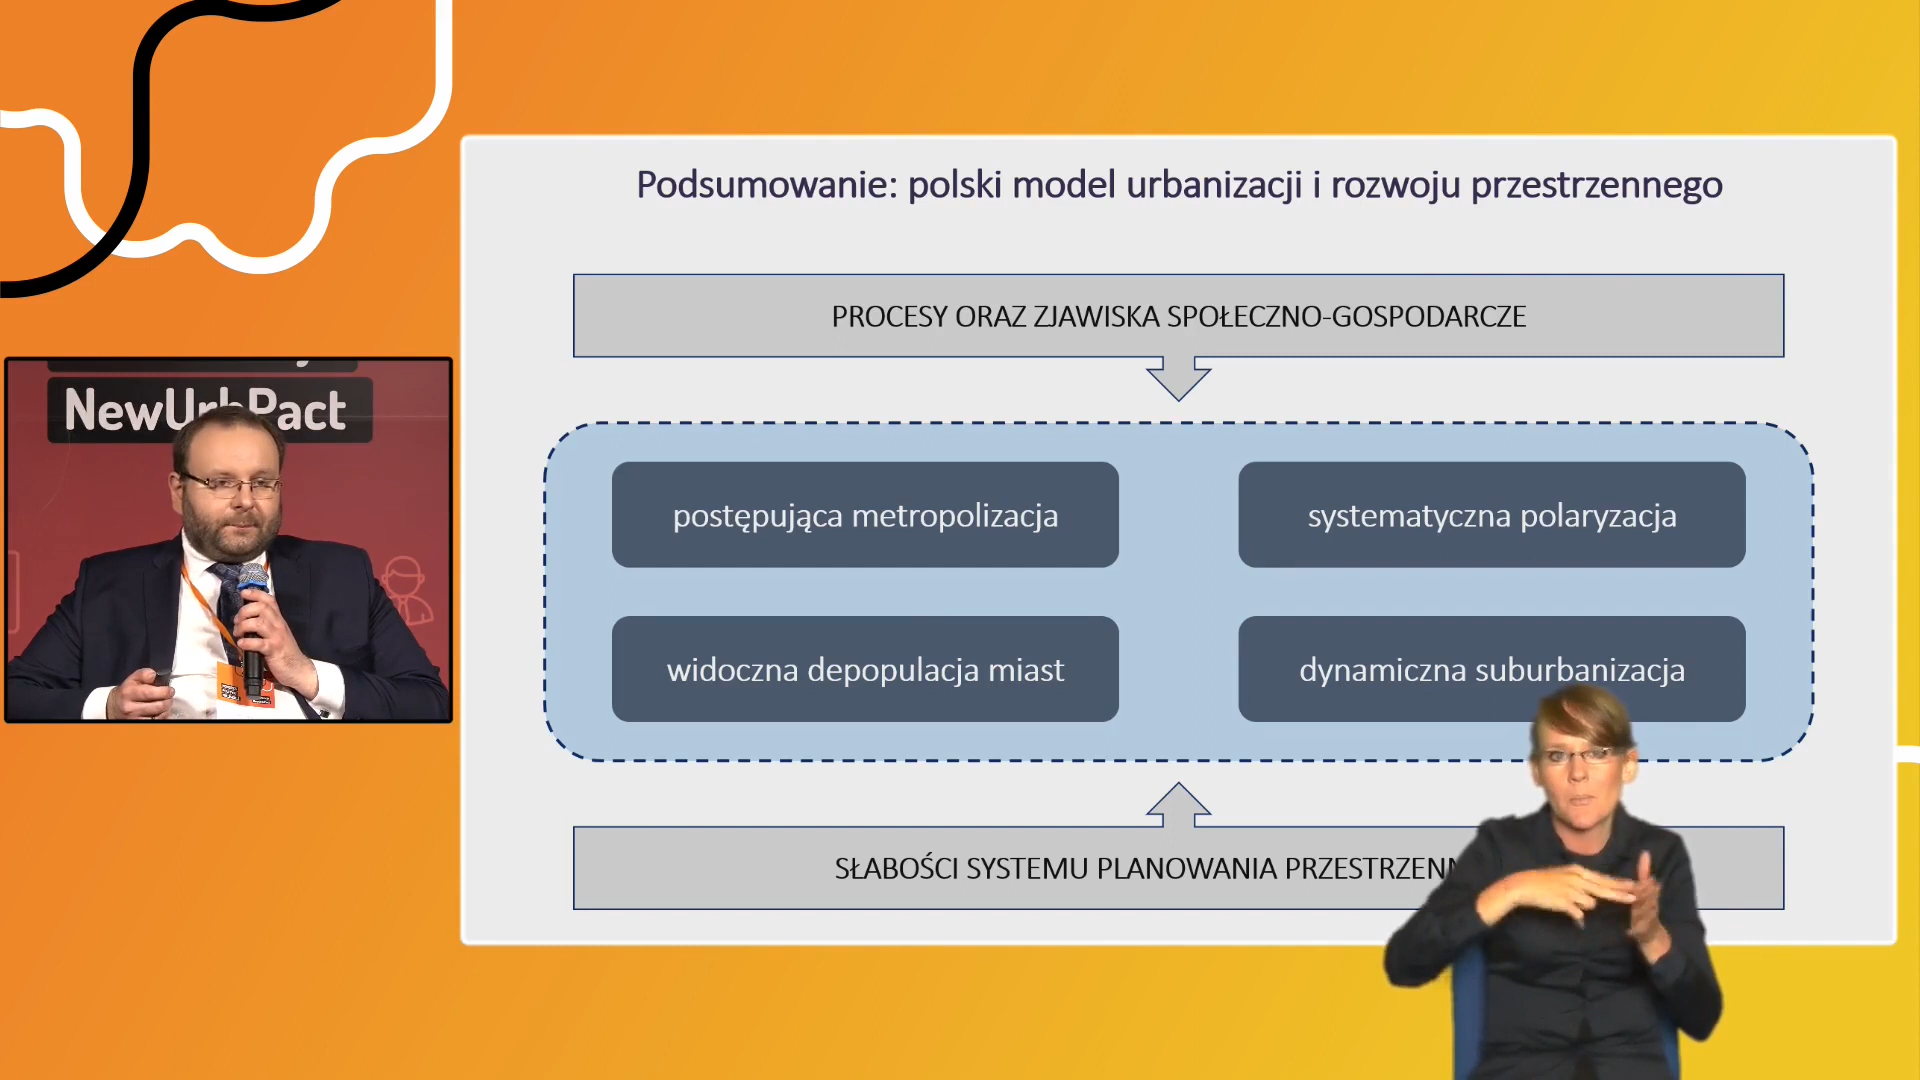 Podsumowanie: polski model urbanizacji i rozwoju przestrzennego
PROCESY ORAZ ZJAWISKA SPOŁECZNO-GOSPODARCZE
NewUrbPact
postępująca metropolizacja
systematyczna polaryzacja
widoczna depopulacja miast
dynamiczna suburbanizacja
SŁABOŚCI SYSTEMU PLANOWANIA